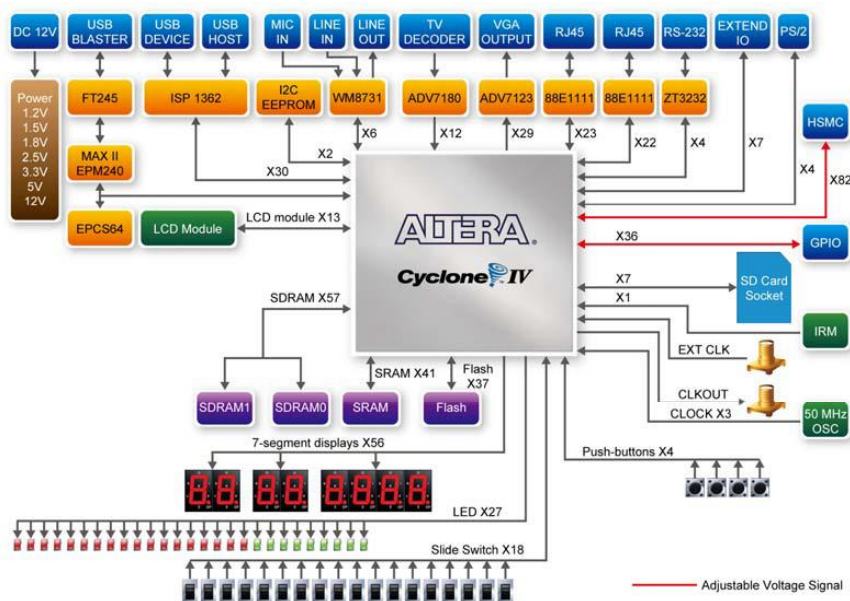 DC 12V
USB
BLASTER
USB
DEVICE
USB
HOST
MIC
IN
LINE
IN
LINE
OUT
TV
DECODER
VGA
OUTPUT
RJ45
RJ45
RS-232
EXTEND
IO
PS/2
Power
1.2V
1.5V
1.8V
2.5V
3.3V
5V
12V
FT245
ISP 1362
I2C
EEPROM
WM8731
ADV7180
ADV7123
88E1111
88E1111
ZT3232
HSMC
X6
X12
X29
X23
X22
X4
X7
X4
X82
MAX II
EPM240
X2
X30
EPCS64
LCD Module
LCD module X13
ALTERA
Cyclone IV
X36
GPIO
X7
SD Card
Socket
X1
IRM
SDRAM X57
EXT CLK
SRAM X41
Flash
X37
CLKOUT
SDRAM1
SDRAM0
SRAM
Flash
CLOCK X3
50 MHz
OSC
7-segment displays X56
Push-buttons X4
LED X27
Slide Switch X18
Adjustable Voltage Signal